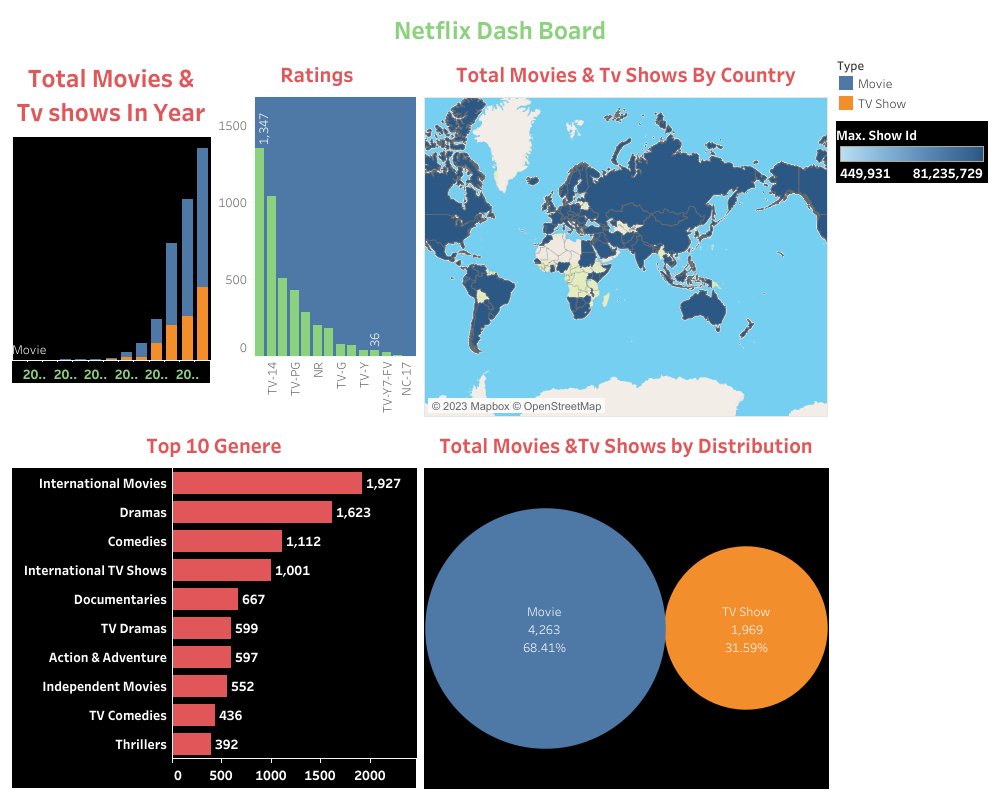 Netflix Dash Board
Total Movies &
Tv shows In Year
Movie
20..
20..
20..
20..
20..
20..
Ratings
1500
1000
500
0
1,347
36
TV-14
TV-PG
NR
TV-G
TV-Y
TV-Y7-FV
NC-17
Total Movies & Tv Shows By Country
© 2023 Mapbox © OpenStreetMap
Type
Movie
TV Show
Max. Show Id
449,931 81,235,729
Top 10 Genere
International Movies 1,927
Dramas 1,623
Comedies 1,112
International TV Shows 1,001
Documentaries 667
TV Dramas 599
Action & Adventure 597
Independent Movies 552
TV Comedies 436
Thrillers 392
0 500 1000 1500 2000
Total Movies &Tv Shows by Distribution
Movie
4,263
68.41%
TV Show
1,969
31.59%